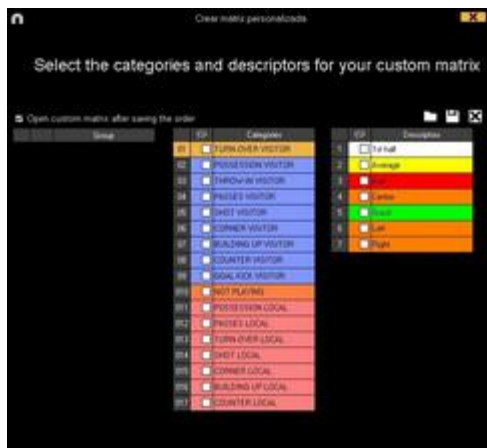 Crear matriz personalizada
Select the categories and descriptors for your custom matrix
Open custom matrix after saving the order
Group
Categories
Descriptors
01 TURN-OVER VISITOR
02 POSSESSION VISITOR
03 THROW-IN VISITOR
04 PASSES VISITOR
05 SHOT VISITOR
06 CORNER VISITOR
07 BUILDING UP VISITOR
08 COUNTER VISITOR
09 GOAL KICK VISITOR
010 NOT PLAYING
011 POSSESSION LOCAL
012 PASSES LOCAL
013 TURN-OVER LOCAL
014 SHOT LOCAL
015 CORNER LOCAL
016 BUILDING UP LOCAL
017 COUNTER LOCAL
1 1st half
2 Average
3
4 Center
5 Good
6 Left
7 Right